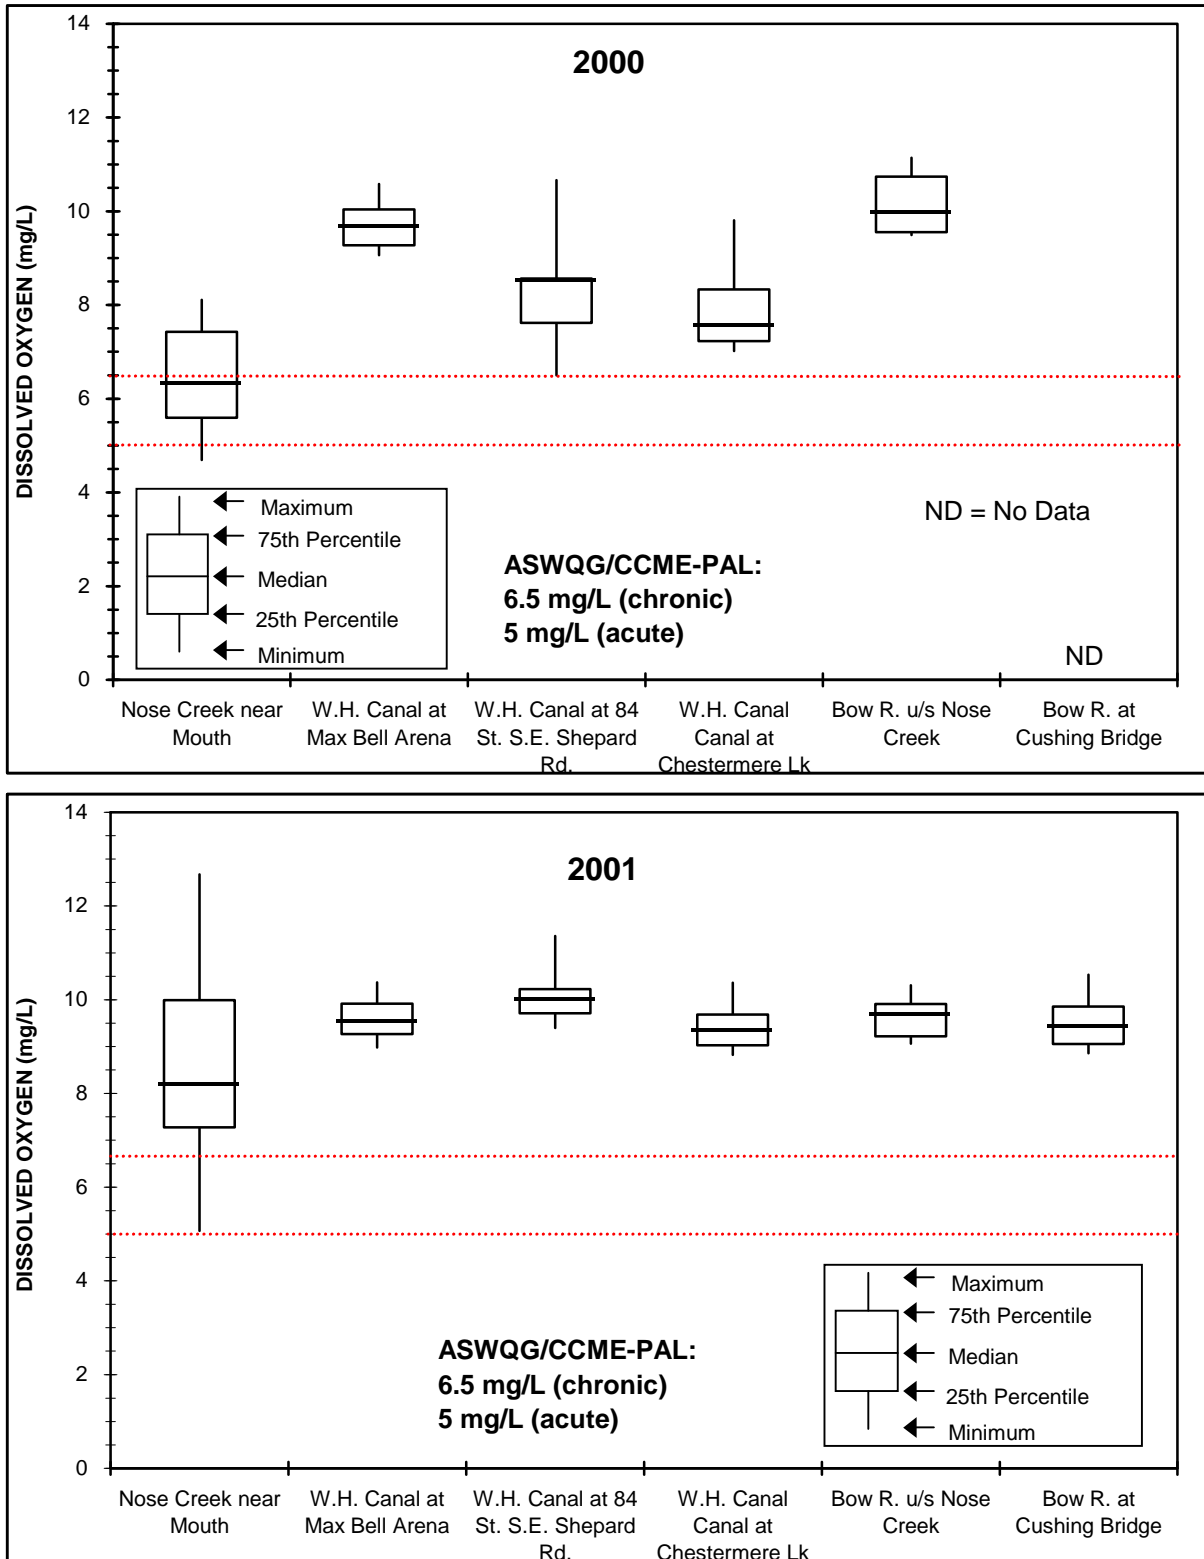 14
12
10
8
6
4
2
0
DISSOLVED OXYGEN (mg/L)
2000
Maximum
75th Percentile
Median
25th Percentile
Minimum
ASWQG/CCME-PAL:
6.5 mg/L (chronic)
5 mg/L (acute)
ND = No Data
ND
Nose Creek near
Mouth
W.H. Canal at
Max Bell Arena
W.H. Canal at 84
St. S.E. Shepard
Rd.
W.H. Canal
Canal at
Chestermere Lk
Bow R. u/s Nose
Creek
Bow R. at
Cushing Bridge
14
12
10
8
6
4
2
0
DISSOLVED OXYGEN (mg/L)
2001
ASWQG/CCME-PAL:
6.5 mg/L (chronic)
5 mg/L (acute)
Maximum
75th Percentile
Median
25th Percentile
Minimum
Nose Creek near
Mouth
W.H. Canal at
Max Bell Arena
W.H. Canal at 84
St. S.E. Shepard
Rd.
W.H. Canal
Canal at
Chestermere Lk
Bow R. u/s Nose
Creek
Bow R. at
Cushing Bridge